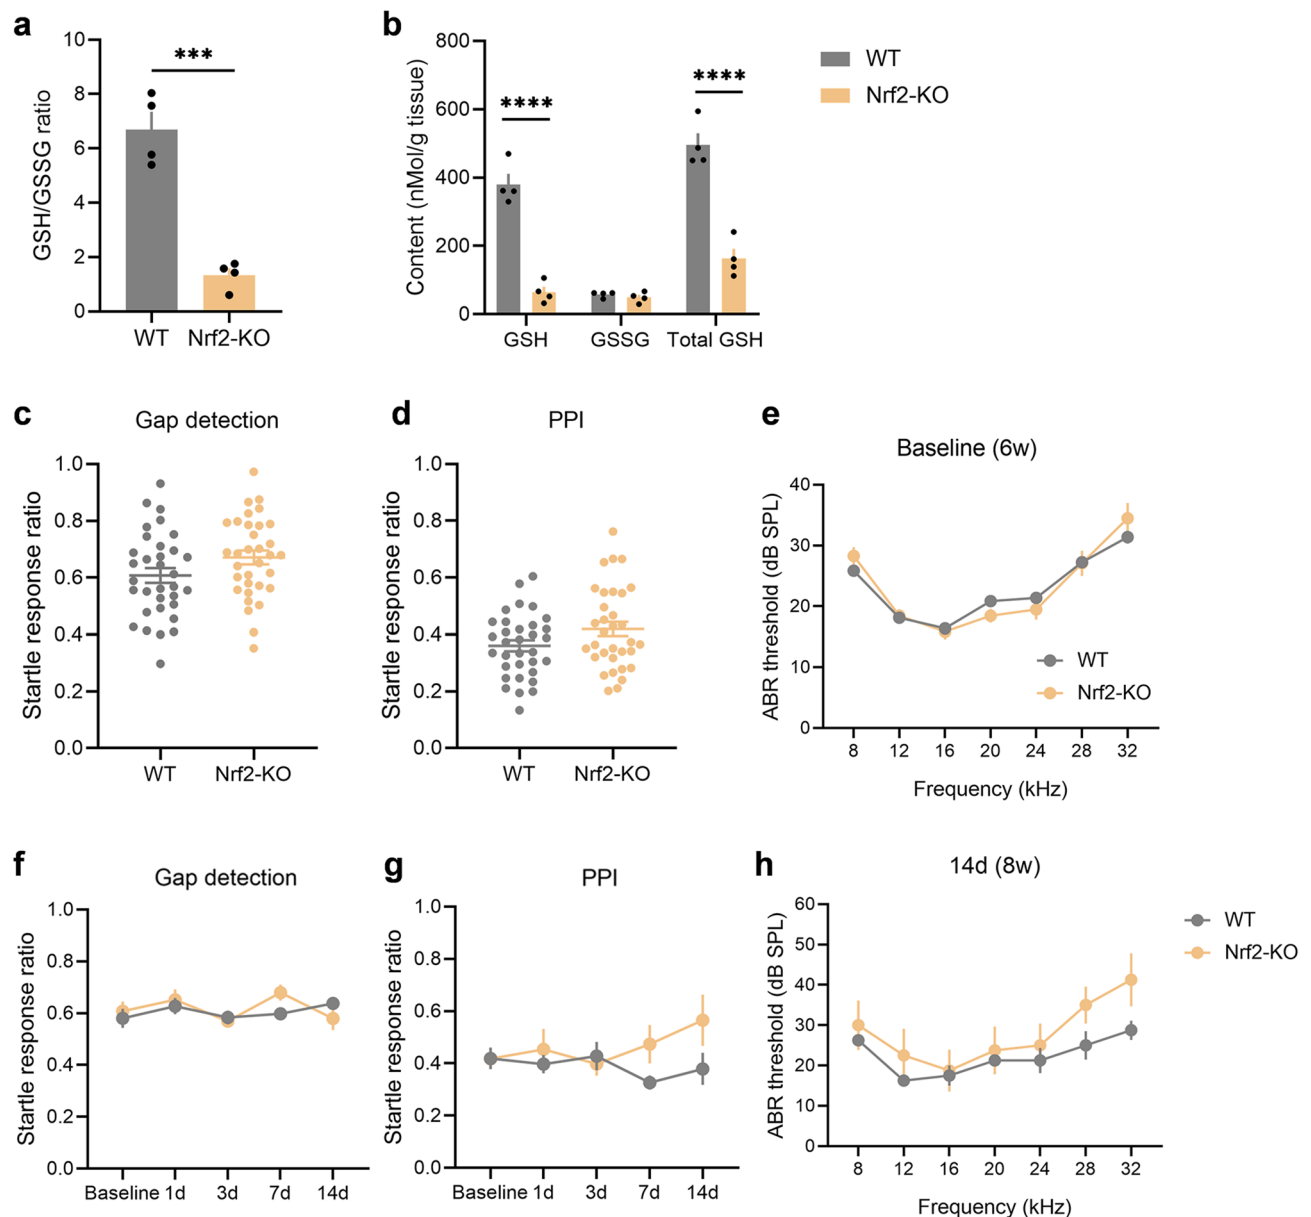 a
GSH/GSSG ratio
10
8
6
4
2
0
***
WT
Nrf2-KO
b
Content (nMol/g tissue)
800
600
400
200
0
****
****
GSH
GSSG
Total GSH
WT
Nrf2-KO
c
Gap detection
Startle response ratio
1.0
0.8
0.6
0.4
0.2
0.0
WT
Nrf2-KO
d
PPI
Startle response ratio
1.0
0.8
0.6
0.4
0.2
0.0
WT
Nrf2-KO
e
Baseline (6w)
ABR threshold (dB SPL)
40
30
20
10
0
WT
Nrf2-KO
8 12 16 20 24 28 32
Frequency (kHz)
f
Gap detection
Startle response ratio
1.0
0.8
0.6
0.4
0.2
0.0
Baseline 1d 3d 7d 14d
g
PPI
Startle response ratio
1.0
0.8
0.6
0.4
0.2
0.0
Baseline 1d 3d 7d 14d
h
14d (8w)
ABR threshold (dB SPL)
60
50
40
30
20
10
0
8 12 16 20 24 28 32
Frequency (kHz)
WT
Nrf2-KO